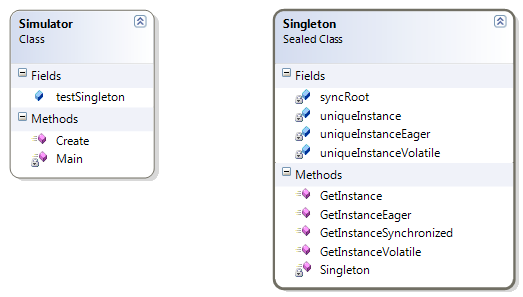 Simulator
Class
Fields
testSingleton
Methods
Create
Main
Singleton
Sealed Class
Fields
syncRoot
uniqueInstance
uniqueInstanceEager
uniqueInstanceVolatile
Methods
GetInstance
GetInstanceEager
GetInstanceSynchronized
GetInstanceVolatile
Singleton